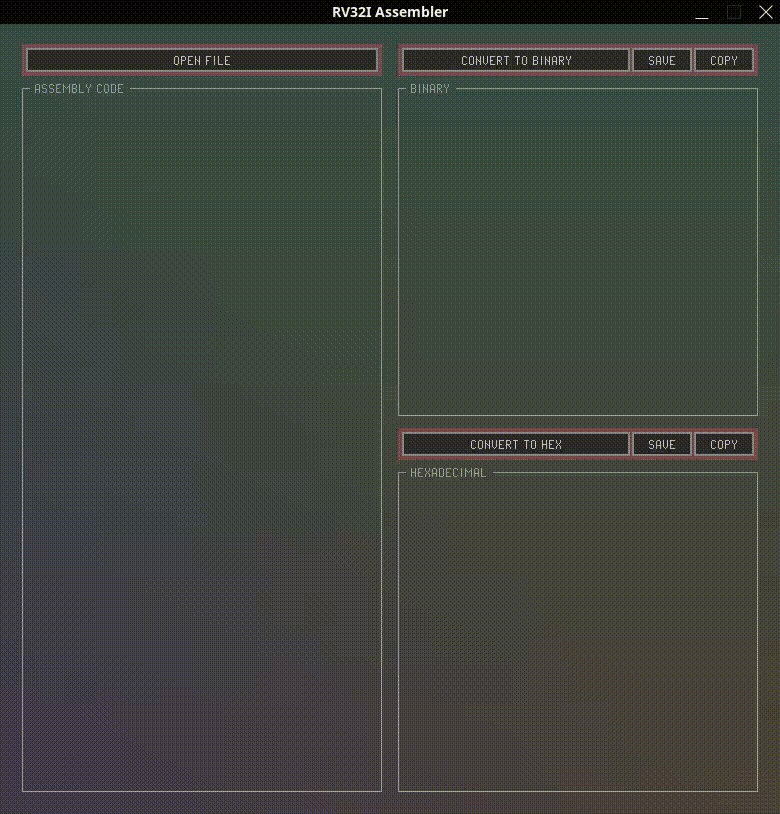 RV32I Assembler
OPEN FILE
CONVERT TO BINARY SAVE COPY
ASSEMBLY CODE
BINARY
CONVERT TO HEX SAVE COPY
HEXADECIMAL